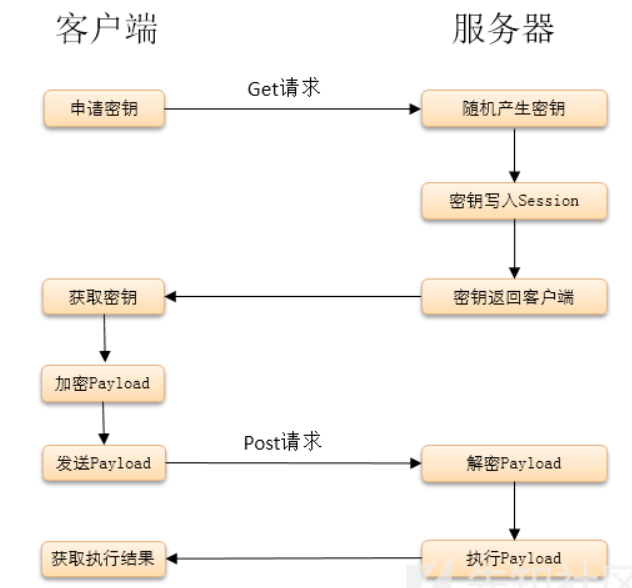 客户端
服务器
Get请求
申请密钥
随机产生密钥
密钥写入Session
获取密钥
密钥返回客户端
加密Payload
Post请求
发送Payload
解密Payload
获取执行结果
执行Payload